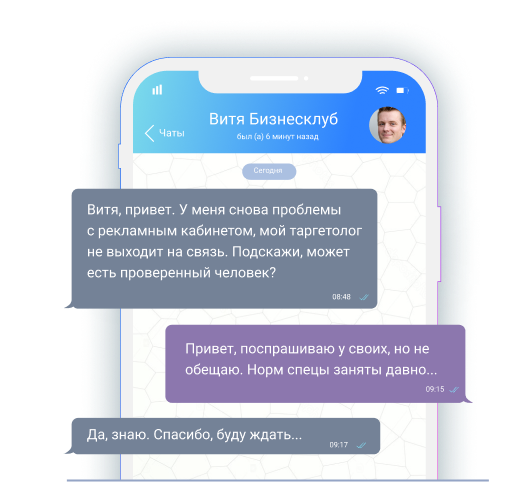 Витя Бизнесклуб
Чаты
был (а) 6 минут назад
Сегодня
Витя, привет. У меня снова проблемы
с рекламным кабинетом, мой таргетолог
не выходит на связь. Подскажи, может
есть проверенный человек?
08:48
Привет, поспрашиваю у своих, но не
обещаю. Норм спецы заняты давно...
09:15
Да, знаю. Спасибо, буду ждать...
09:17